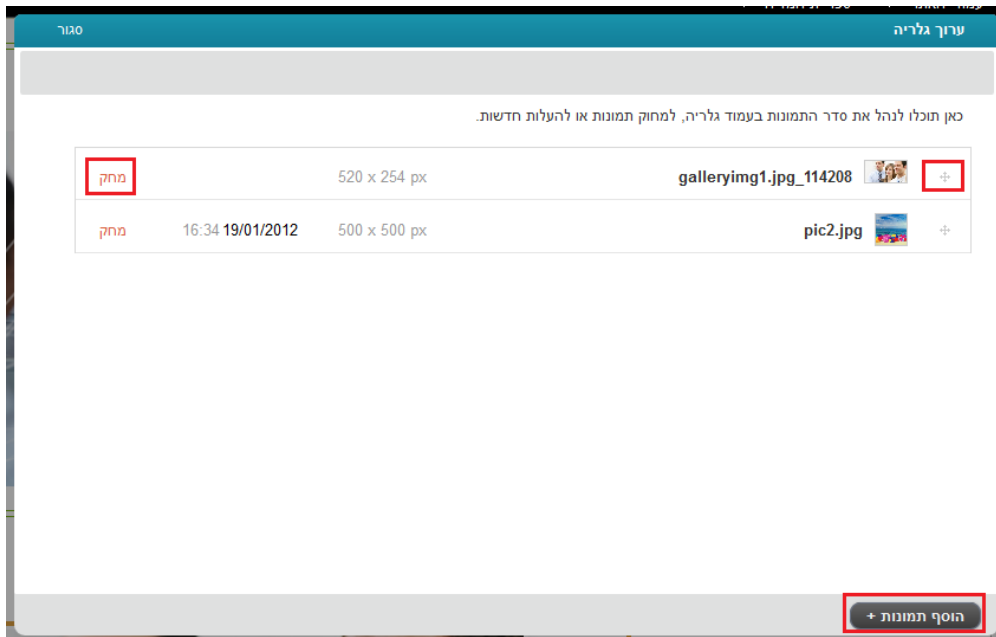 ערוך גלריה סגור
כאן תוכלו לנהל את סדר התמונות בעמוד גלריה, למחוק תמונות או להעלות חדשות.
galleryimg1.jpg_114208 520 x 254 px מחק
pic2.jpg 500 x 500 px 19/01/2012 16:34 מחק
הוסף תמונות +